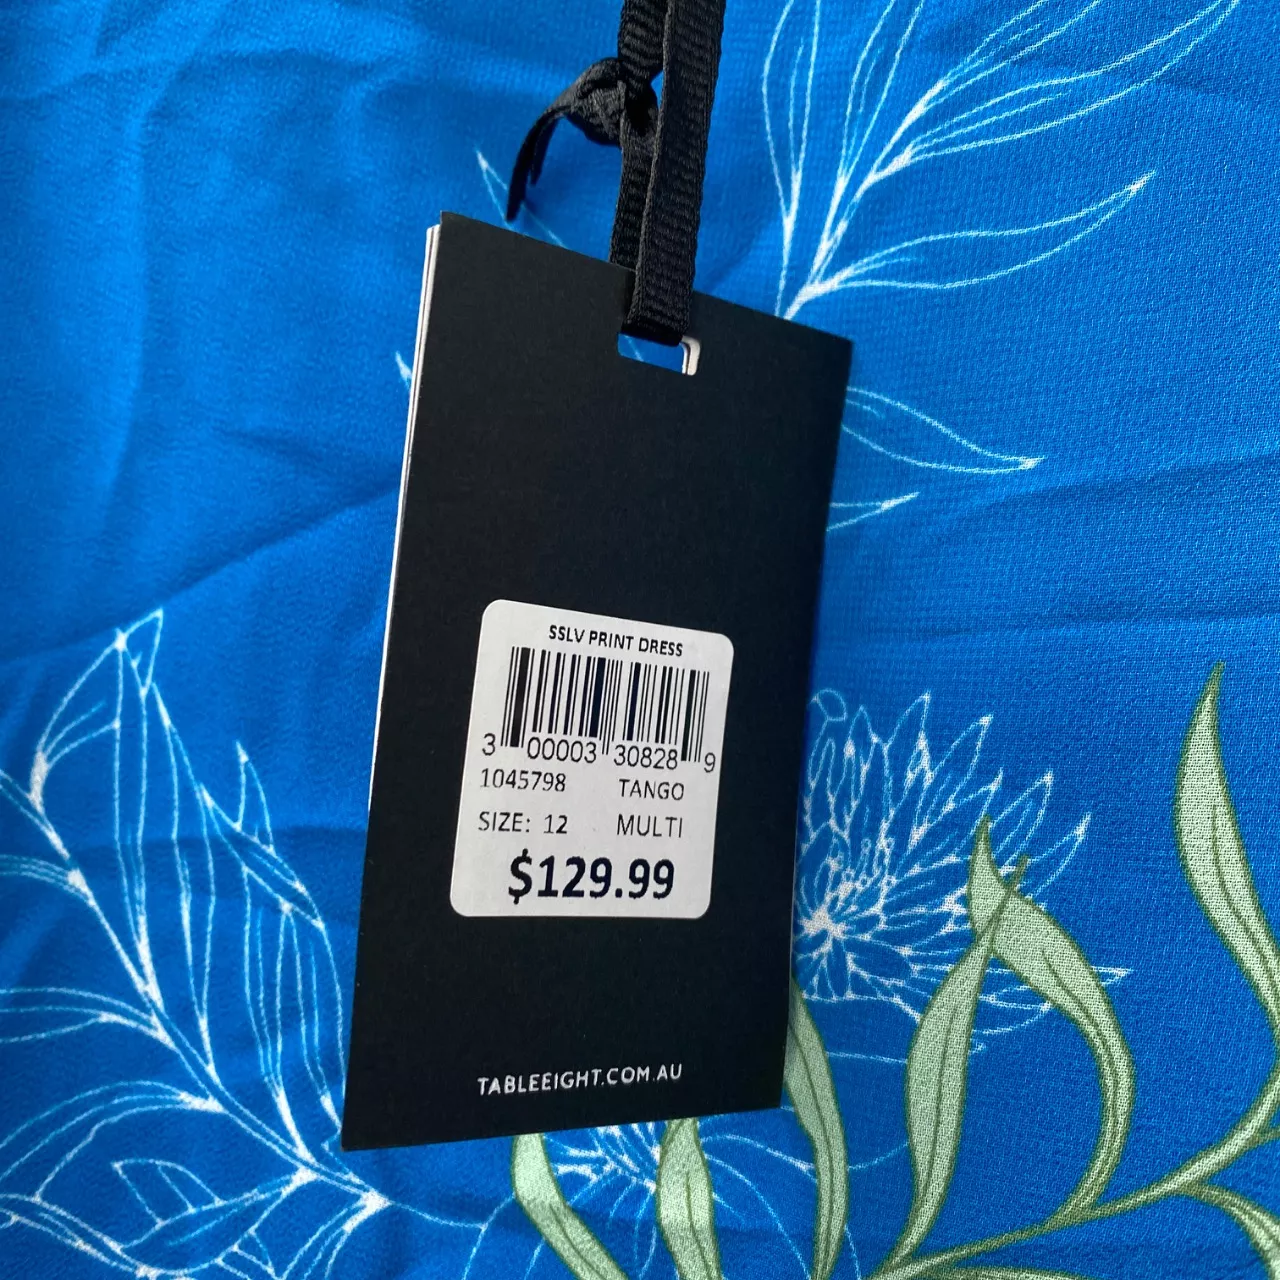 SSLV PRINT DRESS
3 00003 30828 9
1045798 TANGO
SIZE: 12 MULTI
$129.99
TABLEEIGHT.COM.AU